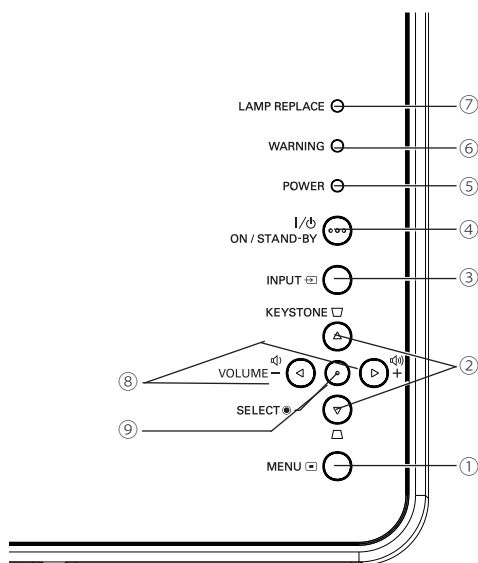 LAMP REPLACE ⑦
WARNING ⑥
POWER ⑤
I/⏻
ON / STAND-BY ④
INPUT ③
KEYSTONE
②
VOLUME − +
⑧
SELECT
⑨
MENU ①